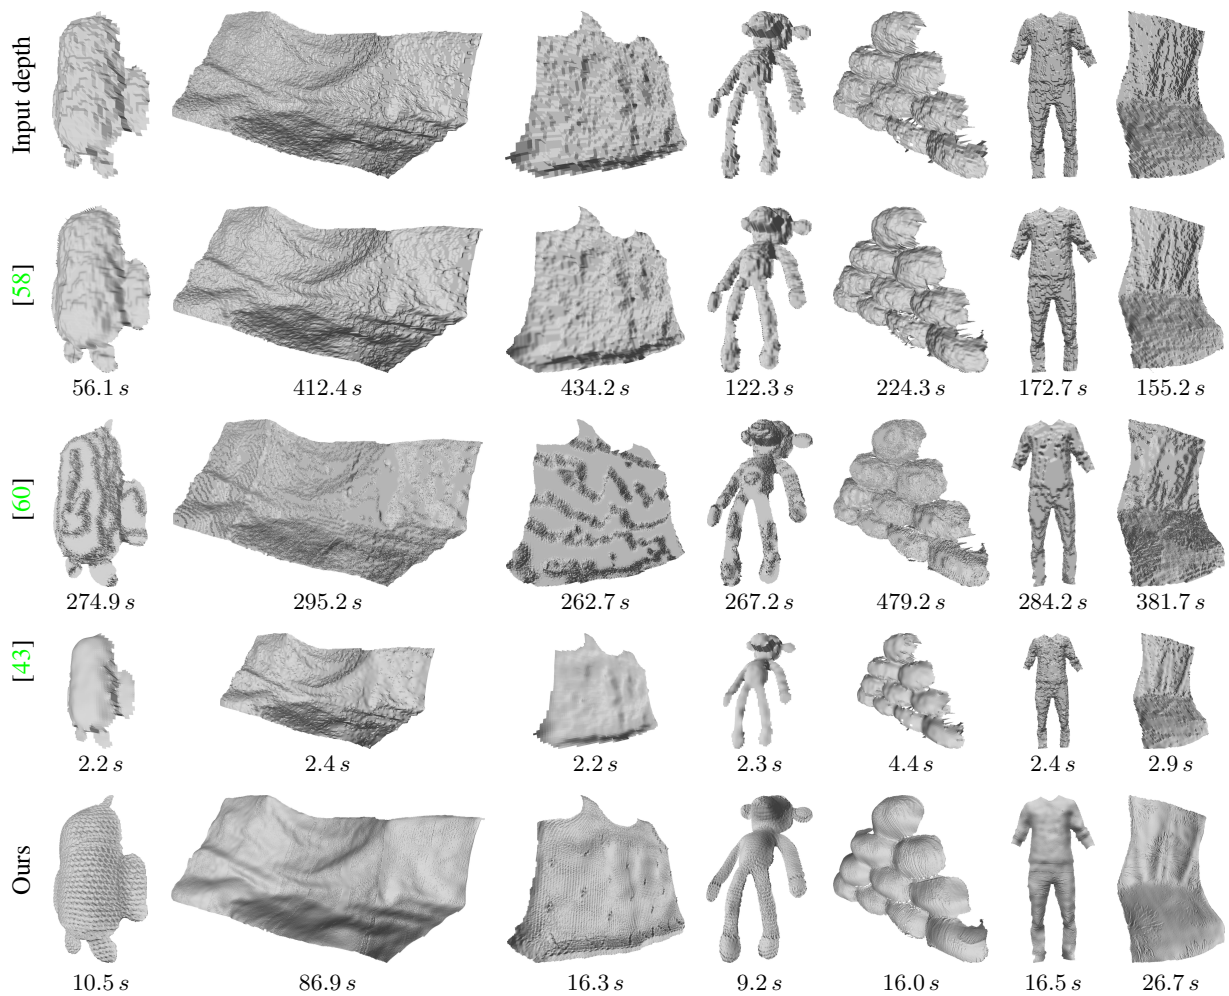 Input depth
[58]
56.1 s 412.4 s 434.2 s 122.3 s 224.3 s 172.7 s 155.2 s
[60]
274.9 s 295.2 s 262.7 s 267.2 s 479.2 s 284.2 s 381.7 s
[43]
2.2 s 2.4 s 2.2 s 2.3 s 4.4 s 2.4 s 2.9 s
Ours
10.5 s 86.9 s 16.3 s 9.2 s 16.0 s 16.5 s 26.7 s